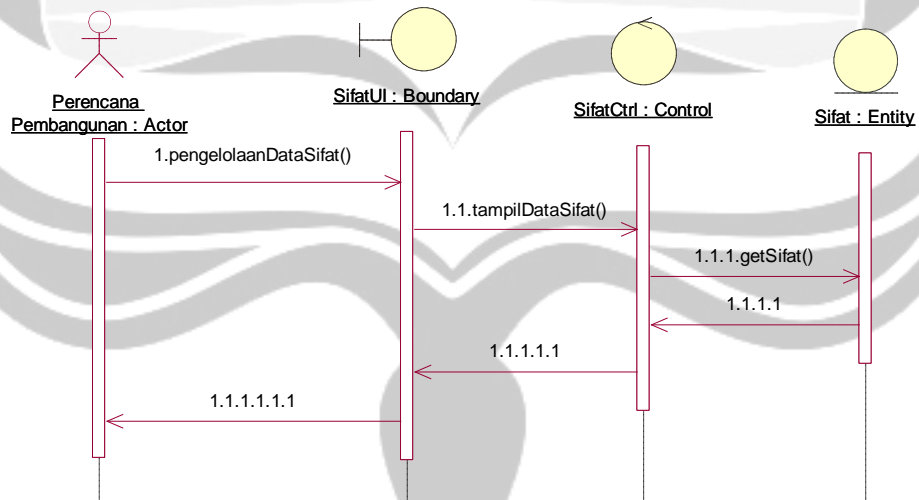 Perencana
Pembangunan : Actor
SifatUI : Boundary
SifatCtrl : Control
Sifat : Entity
1.pengelolaanDataSifat()
1.1.tampilDataSifat()
1.1.1.getSifat()
1.1.1.1
1.1.1.1.1
1.1.1.1.1.1